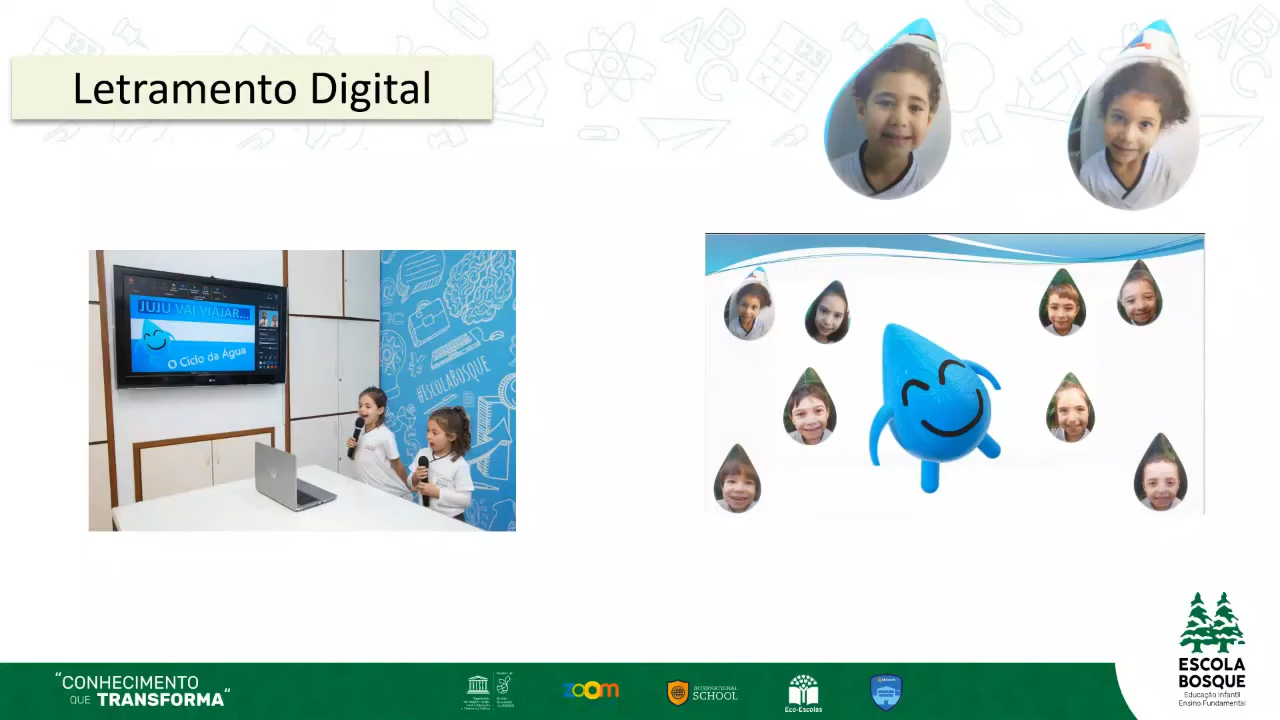 Letramento Digital
JUJU VAI VIAJAR...
O Ciclo da Água
#ESCOLABOSQUE
"CONHECIMENTO
QUE TRANSFORMA"
zoom
INTERNATIONAL
SCHOOL
Eco-Escolas
Microsoft
ESCOLA
BOSQUE
Educação Infantil
Ensino Fundamental